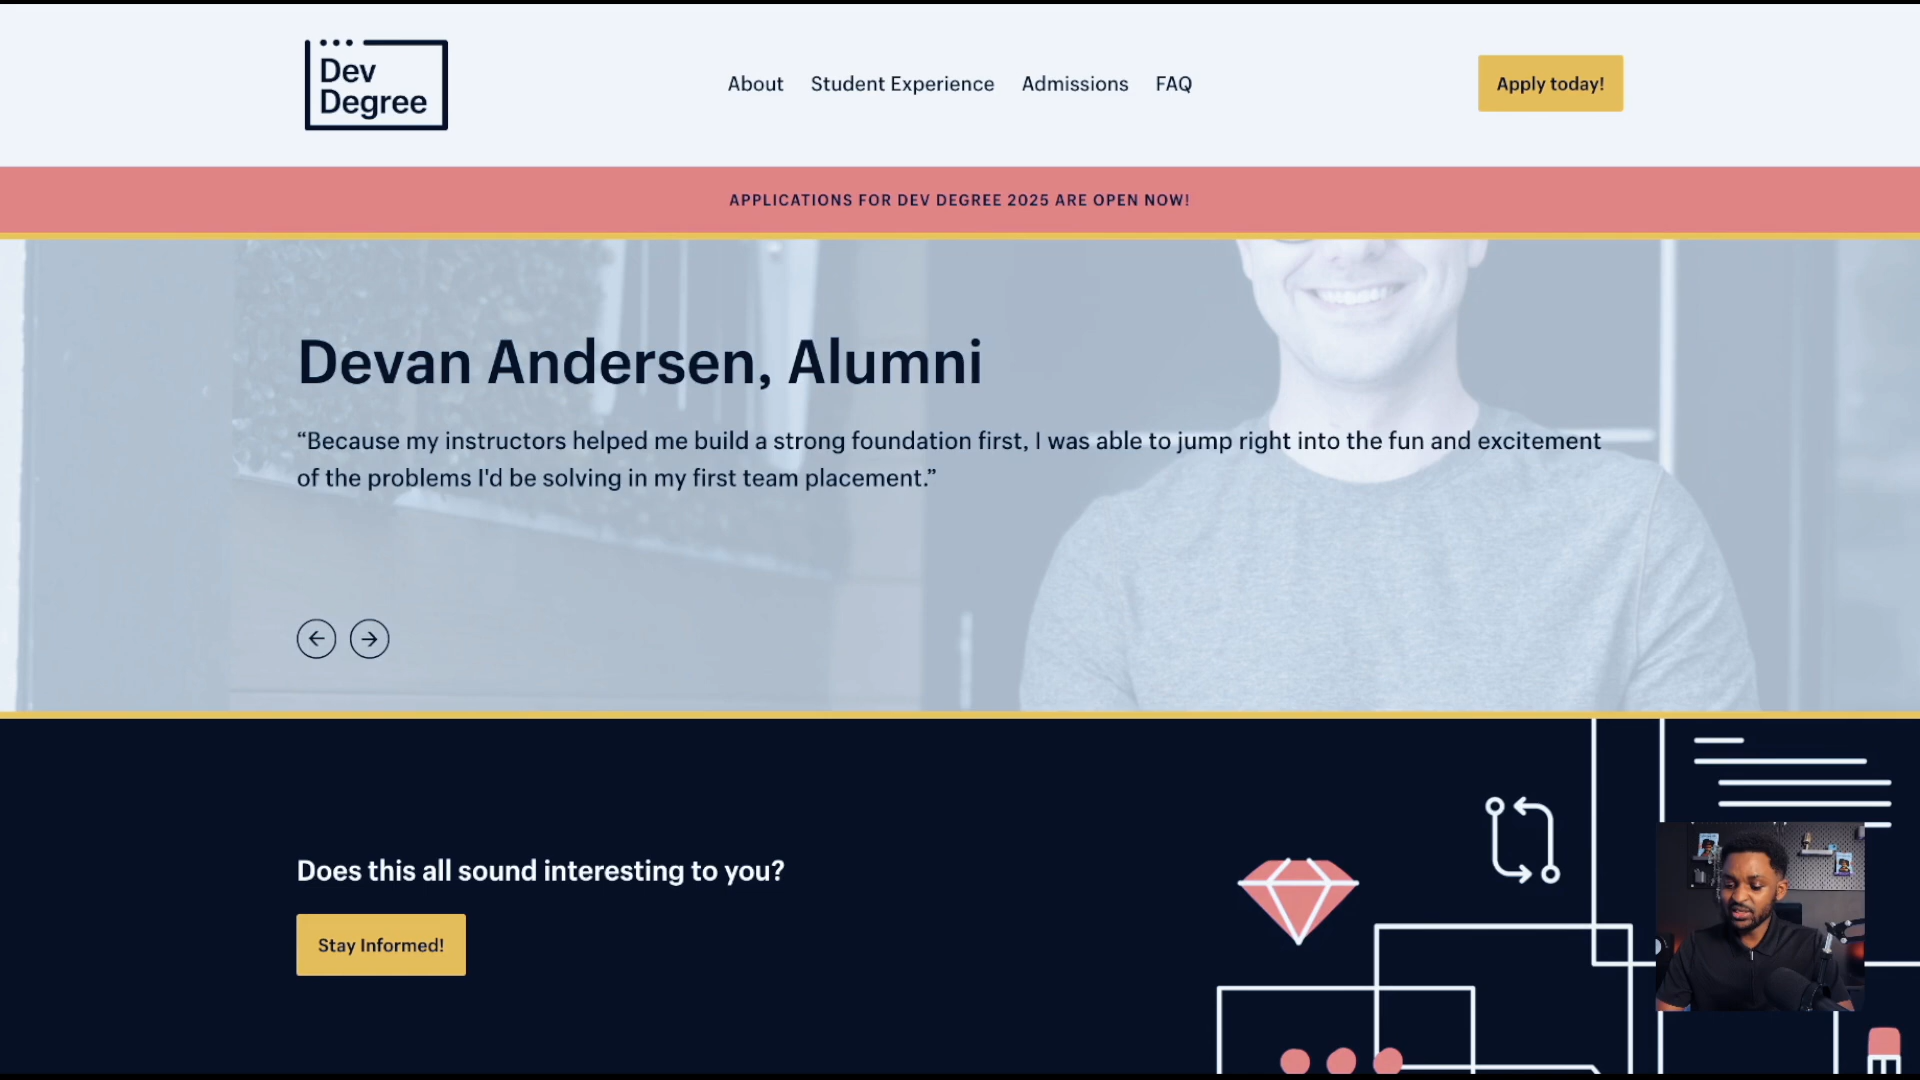 Dev
Degree
About
Student Experience
Admissions
FAQ
Apply today!
APPLICATIONS FOR DEV DEGREE 2025 ARE OPEN NOW!
Devan Andersen, Alumni
“Because my instructors helped me build a strong foundation first, I was able to jump right into the fun and excitement
of the problems I'd be solving in my first team placement.”
Does this all sound interesting to you?
Stay Informed!